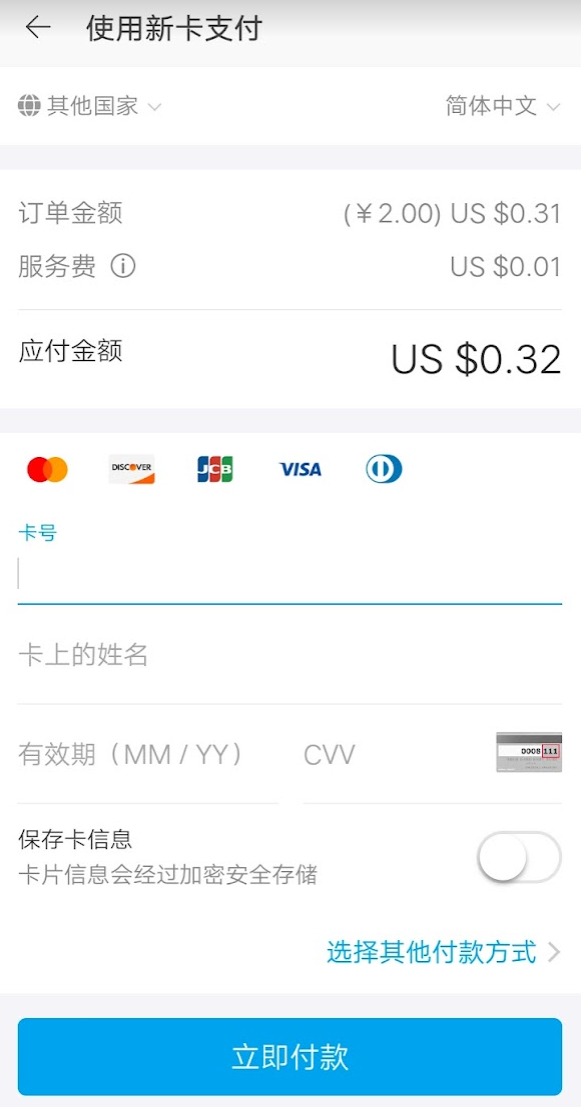 使用新卡支付
其他国家 简体中文
订单金额 (￥2.00) US $0.31
服务费 US $0.01
应付金额 US $0.32
DISCOVER JCB VISA
卡号
卡上的姓名
有效期（MM / YY） CVV 0008 111
保存卡信息
卡片信息会经过加密安全存储
选择其他付款方式
立即付款